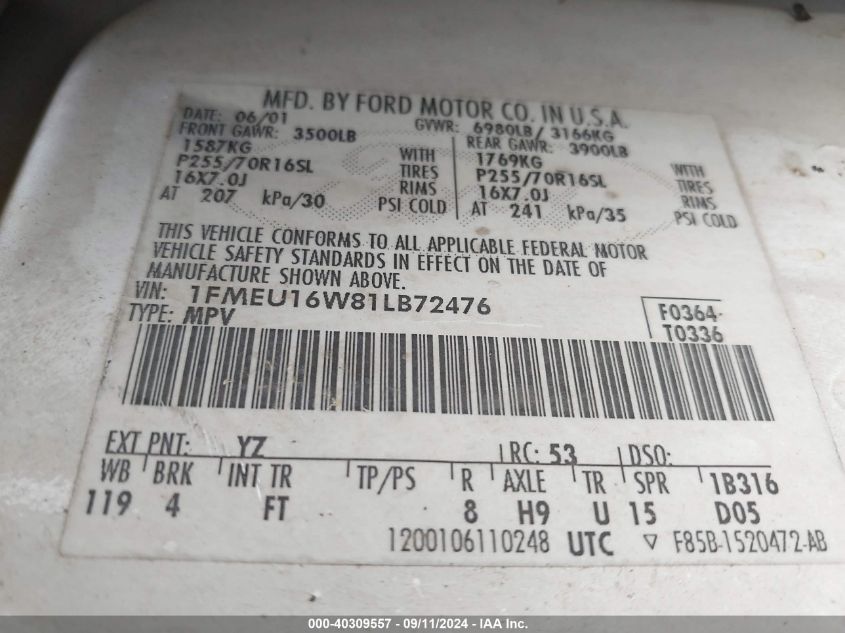 MFD. BY FORD MOTOR CO. IN U.S.A.
DATE: 06/01 GVWR: 6980LB/ 3166KG
FRONT GAWR: 3500LB REAR GAWR: 3900LB
1587KG WITH 1769KG WITH
P255/70R16SL TIRES P255/70R16SL TIRES
16X7.0J RIMS 16X7.0J RIMS
AT 207 kPa/30 PSI COLD AT 241 kPa/35 PSI COLD
THIS VEHICLE CONFORMS TO ALL APPLICABLE FEDERAL MOTOR
VEHICLE SAFETY STANDARDS IN EFFECT ON THE DATE OF
MANUFACTURE SHOWN ABOVE.
VIN: 1FMEU16W81LB72476 F0364
TYPE: MPV T0336
EXT PNT: YZ RC: 53 DSO:
WB BRK INT TR TP/PS R AXLE TR SPR 1B316
119 4 FT 8 H9 U 15 D05
1200106110248 UTC F85B-1520472-AB
000-40309557 - 09/11/2024 - IAA Inc.